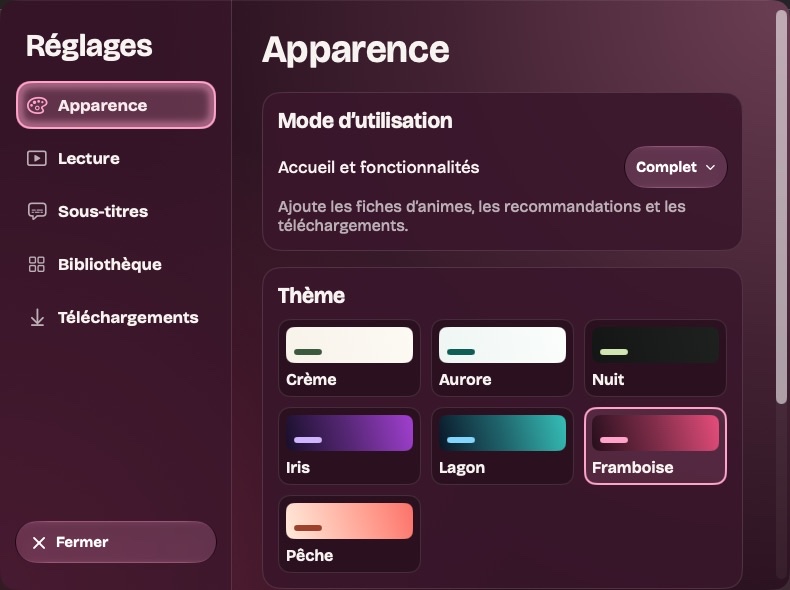 Réglages
Apparence
Lecture
Sous-titres
Bibliothèque
Téléchargements
Fermer
Apparence
Mode d'utilisation
Accueil et fonctionnalités
Complet
Ajoute les fiches d'animes, les recommandations et les
téléchargements.
Thème
Crème
Aurore
Nuit
Iris
Lagon
Framboise
Pêche